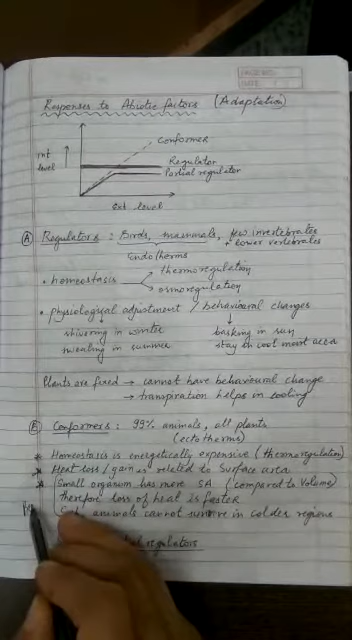 Responses to Abiotic factors (Adaptation)
Conformer
Int level
Regulator
Partial regulator
Ext level
(A) Regulators : Birds, mammals, few invertebrates
+ lower vertebrates
Endotherms
• homeostasis
thermoregulation
osmoregulation
• physiological adjustment / behavioural changes
shivering in winter
basking in sun
sweating in summer
stay in cool moist area
Plants are fixed → cannot have behavioural change
→ transpiration helps in cooling
(B) Conformers : 99% animals, all plants
(ectotherms)
* Homeostasis is energetically expensive (thermoregulation)
* Heat loss / gain as related to Surface area
* Small organism has more SA (compared to volume)
therefore loss of heat is faster
animals cannot survive in colder regions
regulators